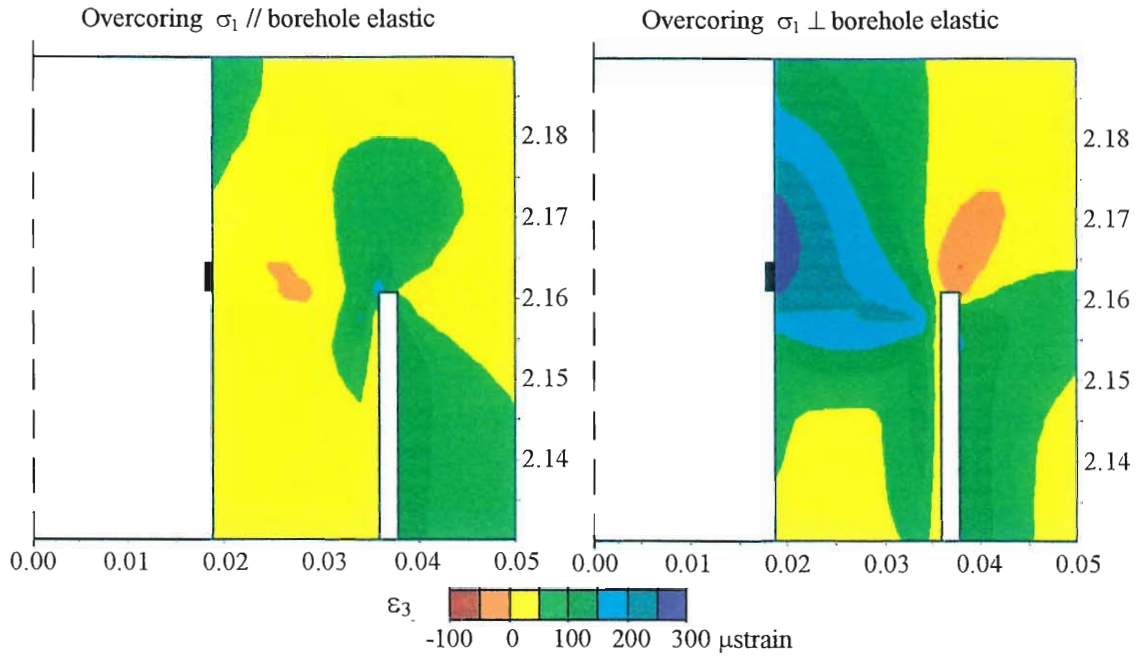 Overcoring σ₁ // borehole elastic
Overcoring σ₁ ⊥ borehole elastic
2.18
2.17
2.16
2.15
2.14
0.00 0.01 0.02 0.03 0.04 0.05
2.18
2.17
2.16
2.15
2.14
0.00 0.01 0.02 0.03 0.04 0.05
ε₃
-100 0 100 200 300 μstrain